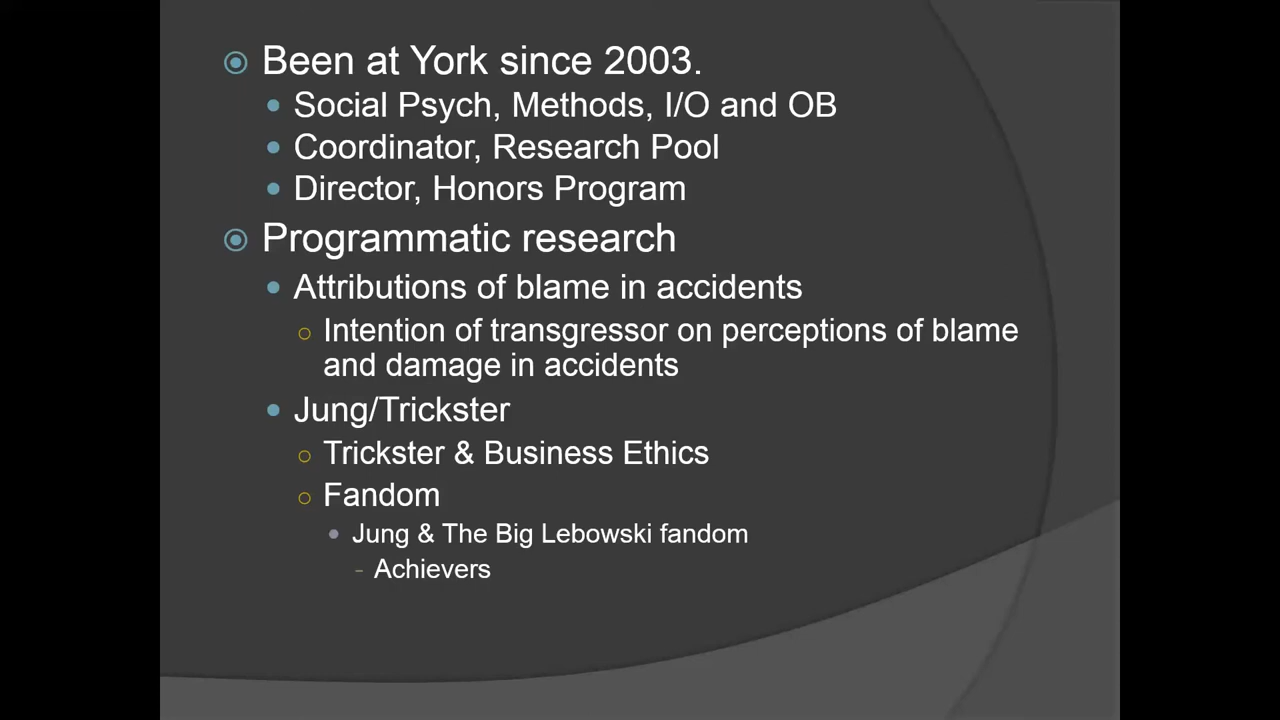 Been at York since 2003.
Social Psych, Methods, I/O and OB
Coordinator, Research Pool
Director, Honors Program
Programmatic research
Attributions of blame in accidents
Intention of transgressor on perceptions of blame
and damage in accidents
Jung/Trickster
Trickster & Business Ethics
Fandom
Jung & The Big Lebowski fandom
- Achievers